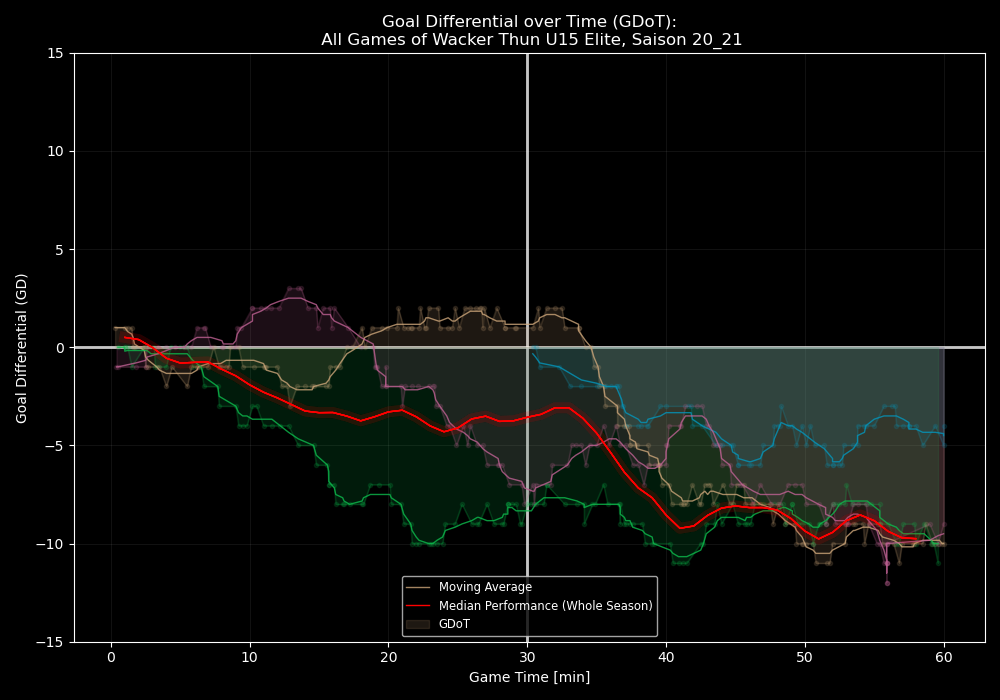 Goal Differential over Time (GDoT):
All Games of Wacker Thun U15 Elite, Saison 20_21
15
10
5
0
−5
−10
−15
Goal Differential (GD)
Moving Average
Median Performance (Whole Season)
GDoT
0 10 20 30 40 50 60
Game Time [min]